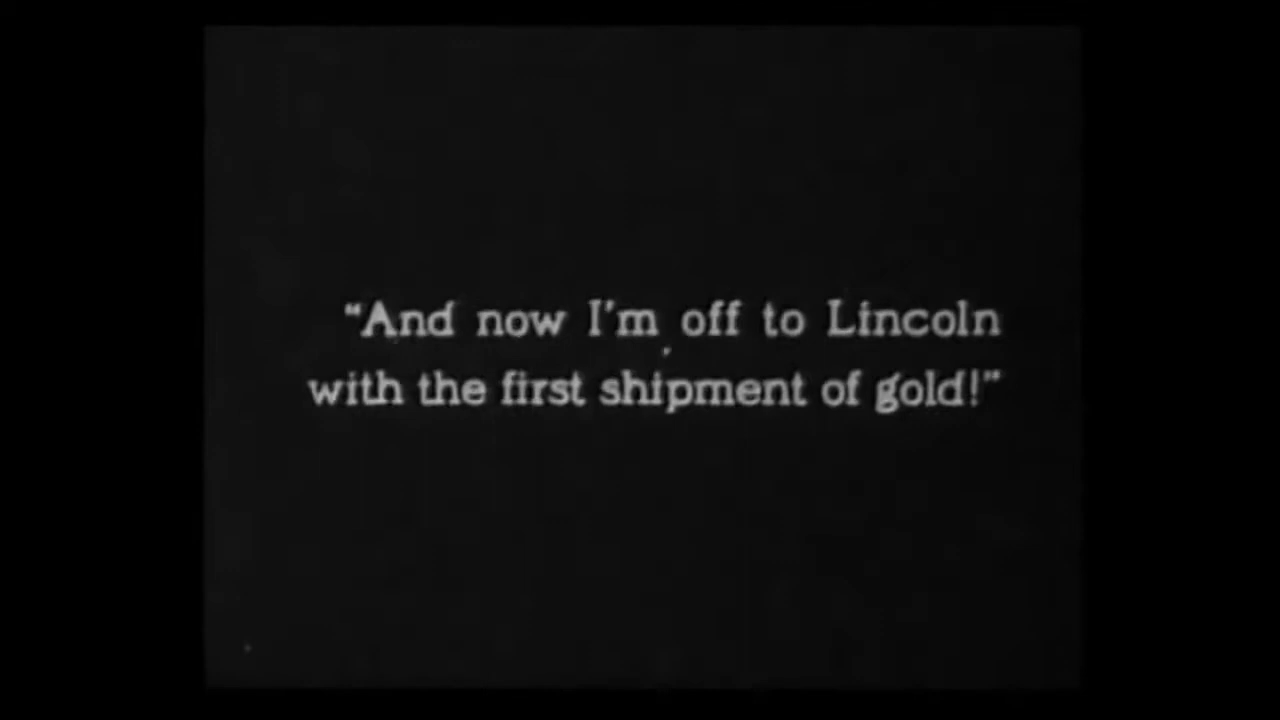 “And now I'm off to Lincoln
with the first shipment of gold!”